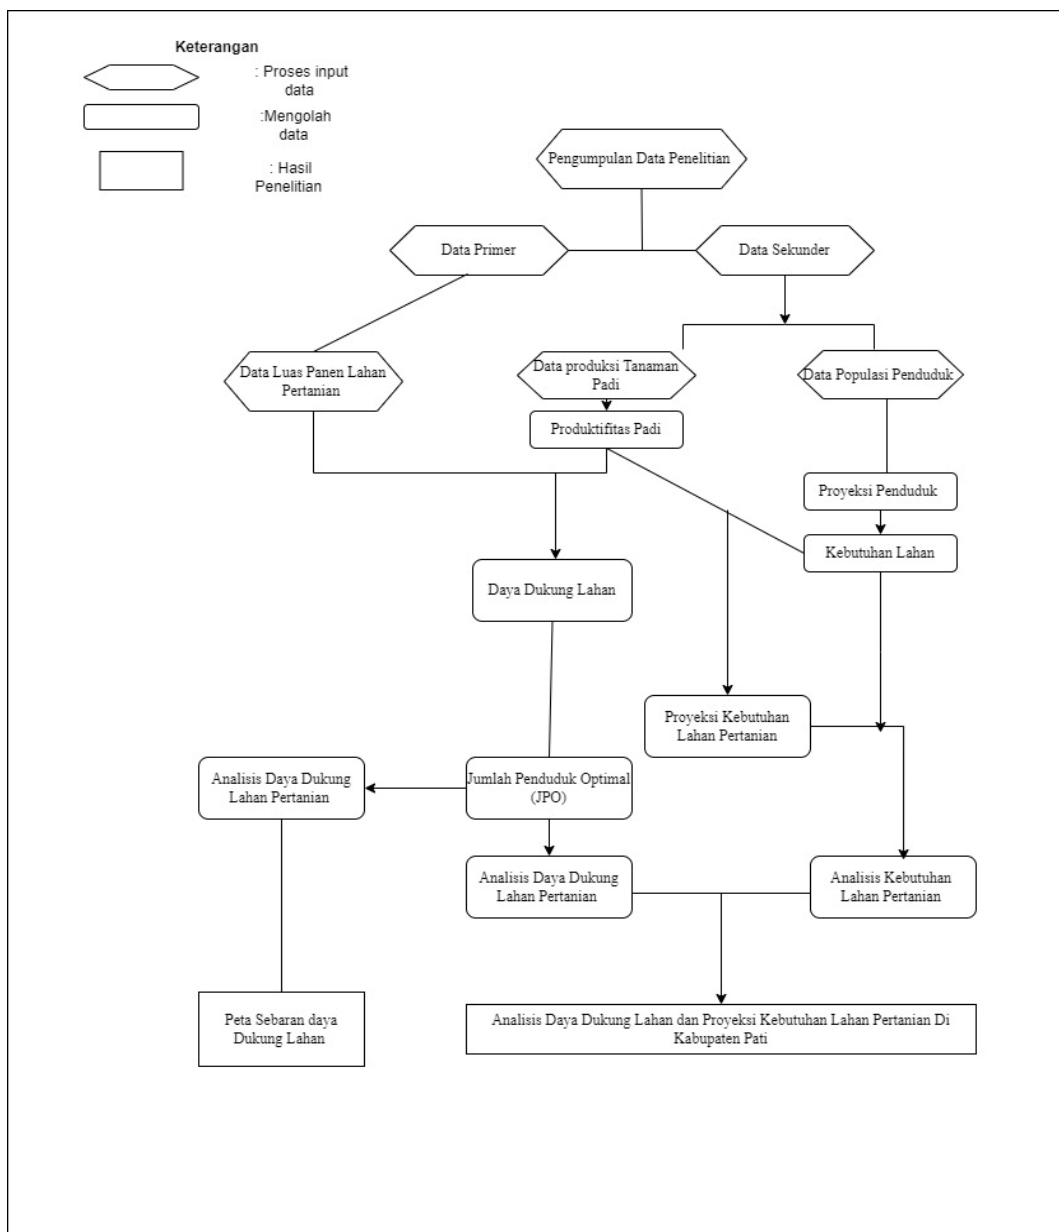 Keterangan
: Proses input
data
:Mengolah
data
: Hasil
Penelitian
Pengumpulan Data Penelitian
Data Primer
Data Sekunder
Data Luas Panen Lahan
Pertanian
Data produksi Tanaman
Padi
Data Populasi Penduduk
Produktifitas Padi
Proyeksi Penduduk
Kebutuhan Lahan
Daya Dukung Lahan
Proyeksi Kebutuhan
Lahan Pertanian
Analisis Daya Dukung
Lahan Pertanian
Jumlah Penduduk Optimal
(JPO)
Analisis Daya Dukung
Lahan Pertanian
Analisis Kebutuhan
Lahan Pertanian
Peta Sebaran daya
Dukung Lahan
Analisis Daya Dukung Lahan dan Proyeksi Kebutuhan Lahan Pertanian Di
Kabupaten Pati